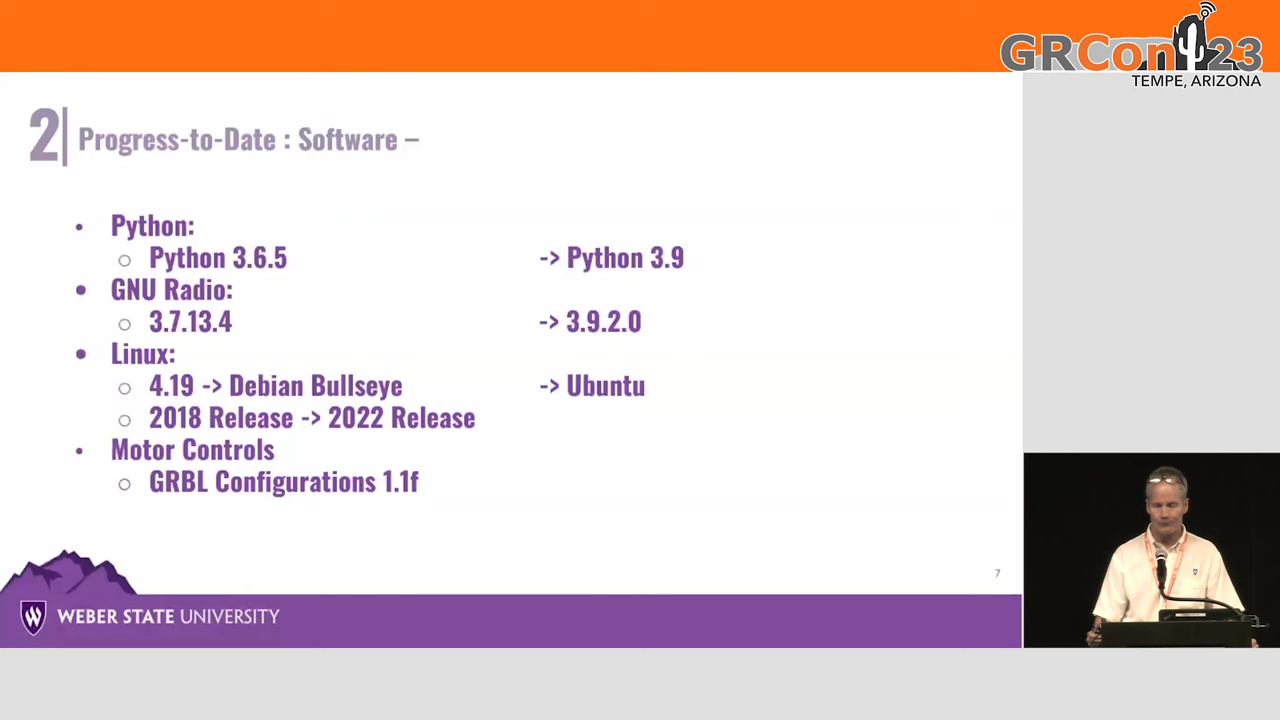 GRCon 23
TEMPE, ARIZONA
2 Progress-to-Date : Software –
• Python:
○ Python 3.6.5 -> Python 3.9
• GNU Radio:
○ 3.7.13.4 -> 3.9.2.0
• Linux:
○ 4.19 -> Debian Bullseye -> Ubuntu
○ 2018 Release -> 2022 Release
• Motor Controls
○ GRBL Configurations 1.1f
7
W WEBER STATE UNIVERSITY